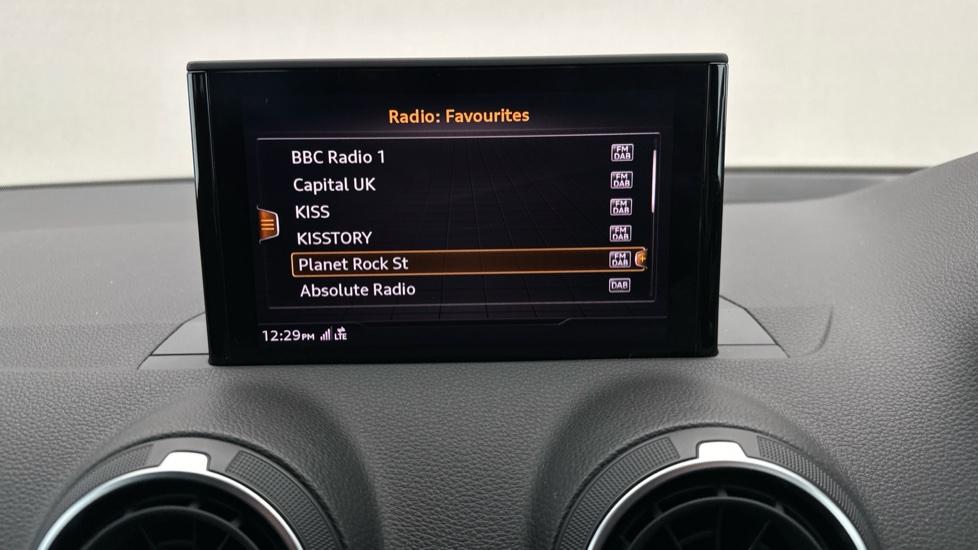 Radio: Favourites
BBC Radio 1 FM DAB
Capital UK FM DAB
KISS FM DAB
KISSTORY FM DAB
Planet Rock St FM DAB
Absolute Radio DAB
12:29PM LTE